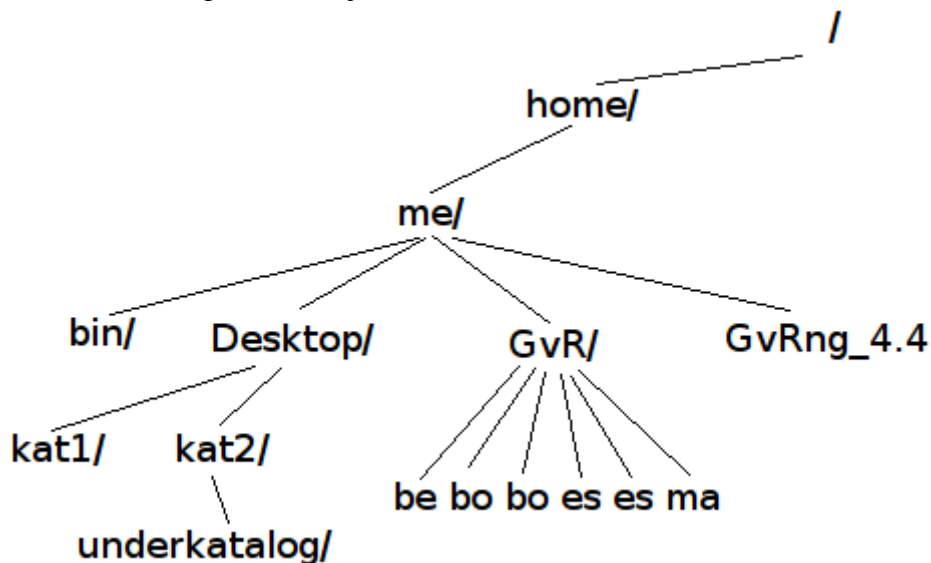 /
home/
me/
bin/ Desktop/ GvR/ GvRng_4.4
kat1/ kat2/
be bo bo es es ma
underkatalog/